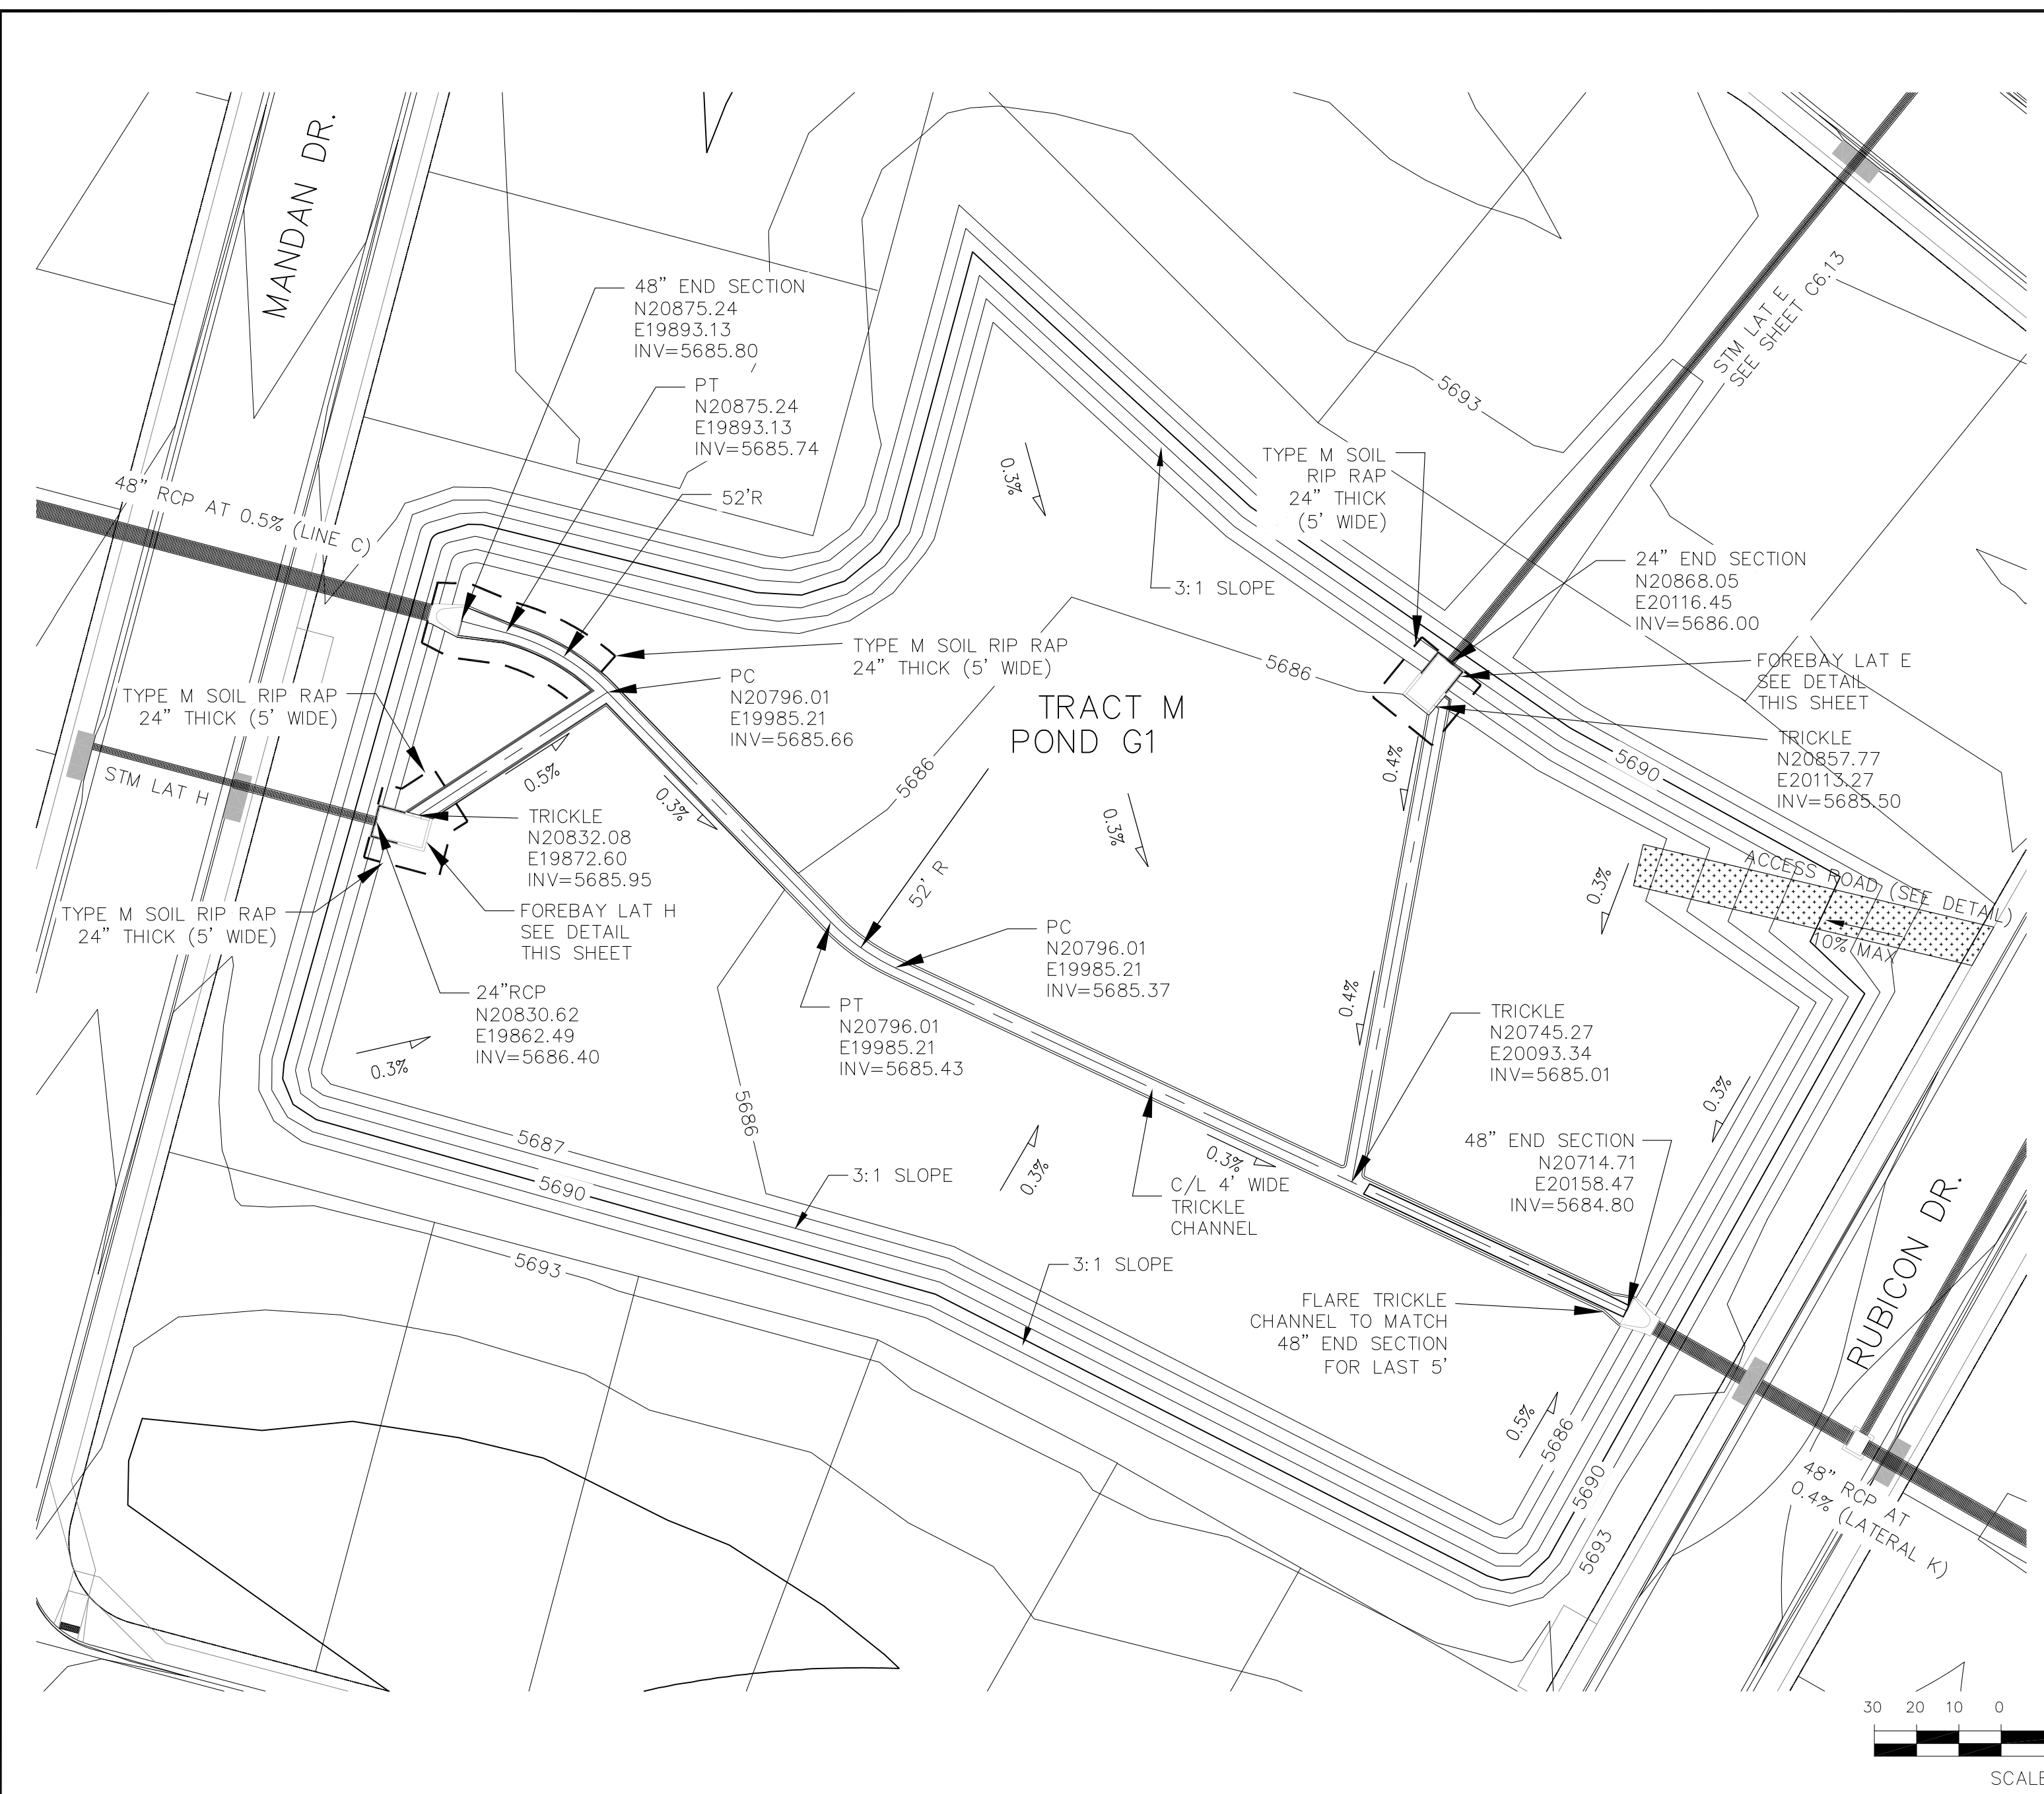 MANDAN DR.
48" END SECTION
N20875.24
E19893.13
INV=5685.80
PT
N20875.24
E19893.13
INV=5685.74
52'R
48" RCP AT 0.5% (LINE C)
0.3%
3:1 SLOPE
5693
TYPE M SOIL
RIP RAP
24" THICK
(5' WIDE)
STM LAT E
SEE SHEET C6.13
24" END SECTION
N20868.05
E20116.45
INV=5686.00
FOREBAY LAT E
SEE DETAIL
THIS SHEET
TRICKLE
N20857.77
E20113.27
INV=5685.50
TYPE M SOIL RIP RAP
24" THICK (5' WIDE)
5686
TYPE M SOIL RIP RAP
24" THICK (5' WIDE)
PC
N20796.01
E19985.21
INV=5685.66
TRACT M
POND G1
5686
5690
0.4%
STM LAT H
0.5%
0.3%
0.3%
TRICKLE
N20832.08
E19872.60
INV=5685.95
52' R
0.3%
ACCESS ROAD (SEE DETAIL)
10% MAX
TYPE M SOIL RIP RAP
24" THICK (5' WIDE)
FOREBAY LAT H
SEE DETAIL
THIS SHEET
PC
N20796.01
E19985.21
INV=5685.37
24"RCP
N20830.62
E19862.49
INV=5686.40
PT
N20796.01
E19985.21
INV=5685.43
0.4%
TRICKLE
N20745.27
E20093.34
INV=5685.01
0.3%
5686
0.3%
5687
5690
3:1 SLOPE
0.3%
0.3%
C/L 4' WIDE
TRICKLE
CHANNEL
48" END SECTION
N20714.71
E20158.47
INV=5684.80
RUBICON DR.
5693
3:1 SLOPE
FLARE TRICKLE
CHANNEL TO MATCH
48" END SECTION
FOR LAST 5'
0.5%
5686
5690
5693
48" RCP AT
0.4% (LATERAL K)
30 20 10 0
SCALE